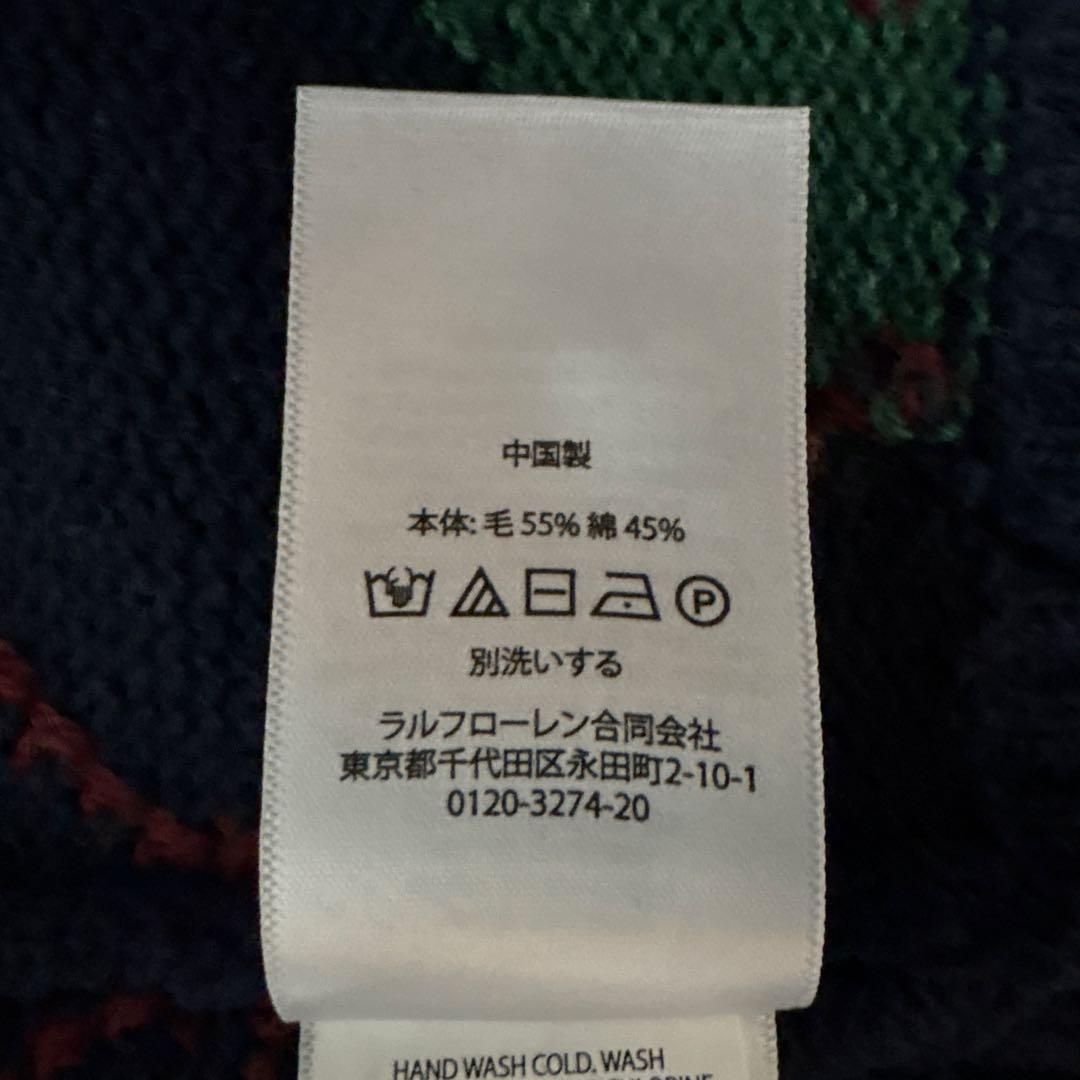 中国製
本体: 毛 55% 綿 45%
P
別洗いする
ラルフローレン合同会社
東京都千代田区永田町2-10-1
0120-3274-20
HAND WASH COLD. WASH